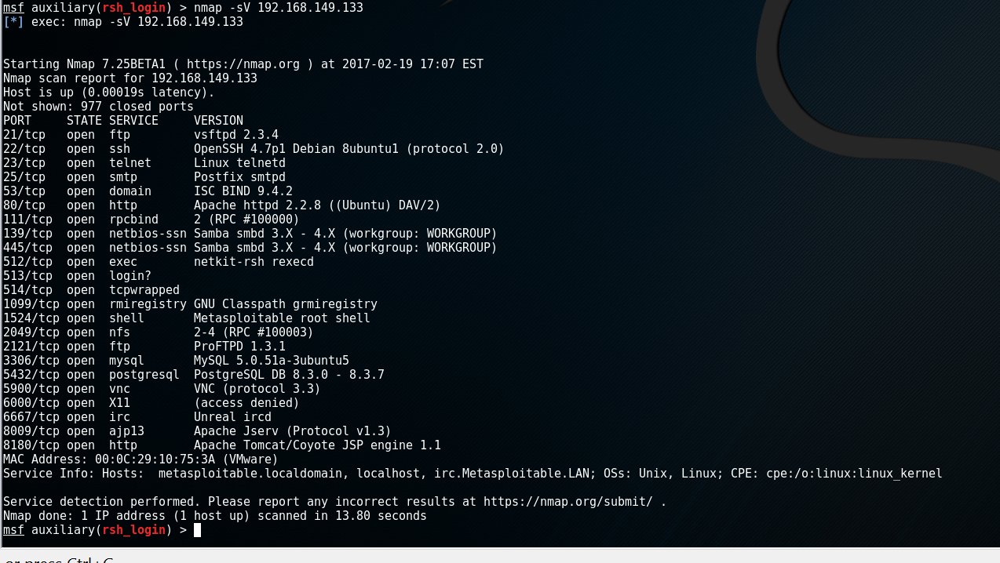 msf auxiliary(rsh_login) > nmap -sV 192.168.149.133
[*] exec: nmap -sV 192.168.149.133
Starting Nmap 7.25BETA1 ( https://nmap.org ) at 2017-02-19 17:07 EST
Nmap scan report for 192.168.149.133
Host is up (0.00019s latency).
Not shown: 977 closed ports
PORT     STATE SERVICE     VERSION
21/tcp   open  ftp         vsftpd 2.3.4
22/tcp   open  ssh         OpenSSH 4.7p1 Debian 8ubuntu1 (protocol 2.0)
23/tcp   open  telnet      Linux telnetd
25/tcp   open  smtp        Postfix smtpd
53/tcp   open  domain      ISC BIND 9.4.2
80/tcp   open  http        Apache httpd 2.2.8 ((Ubuntu) DAV/2)
111/tcp  open  rpcbind     2 (RPC #100000)
139/tcp  open  netbios-ssn Samba smbd 3.X - 4.X (workgroup: WORKGROUP)
445/tcp  open  netbios-ssn Samba smbd 3.X - 4.X (workgroup: WORKGROUP)
512/tcp  open  exec        netkit-rsh rexecd
513/tcp  open  login?
514/tcp  open  tcpwrapped
1099/tcp open  rmiregistry GNU Classpath grmiregistry
1524/tcp open  shell       Metasploitable root shell
2049/tcp open  nfs         2-4 (RPC #100003)
2121/tcp open  ftp         ProFTPD 1.3.1
3306/tcp open  mysql       MySQL 5.0.51a-3ubuntu5
5432/tcp open  postgresql  PostgreSQL DB 8.3.0 - 8.3.7
5900/tcp open  vnc         VNC (protocol 3.3)
6000/tcp open  X11         (access denied)
6667/tcp open  irc         Unreal ircd
8009/tcp open  ajp13       Apache Jserv (Protocol v1.3)
8180/tcp open  http        Apache Tomcat/Coyote JSP engine 1.1
MAC Address: 00:0C:29:10:75:3A (VMware)
Service Info: Hosts:  metasploitable.localdomain, localhost, irc.Metasploitable.LAN; OSs: Unix, Linux; CPE: cpe:/o:linux:linux_kernel
Service detection performed. Please report any incorrect results at https://nmap.org/submit/ .
Nmap done: 1 IP address (1 host up) scanned in 13.80 seconds
msf auxiliary(rsh_login) >
or press Ctrl+G